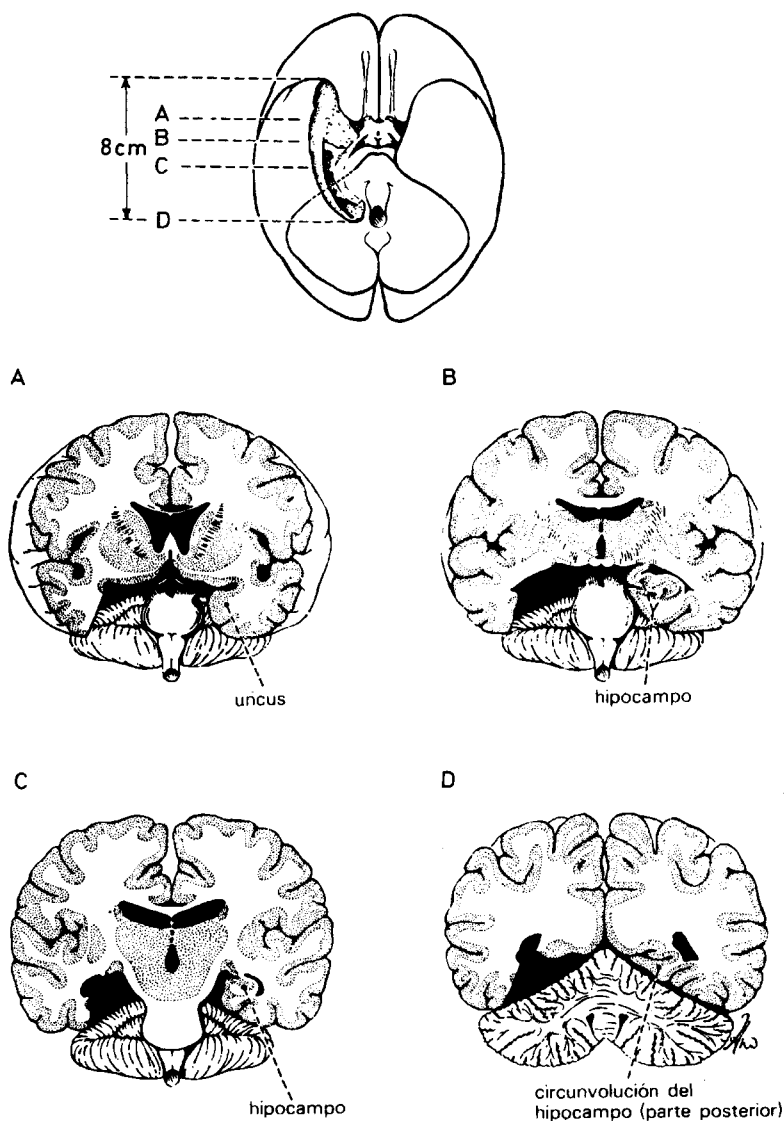 A
B
8cm
C
D
A
B
uncus
hipocampo
C
D
hipocampo
circunvolución del
hipocampo (parte posterior)